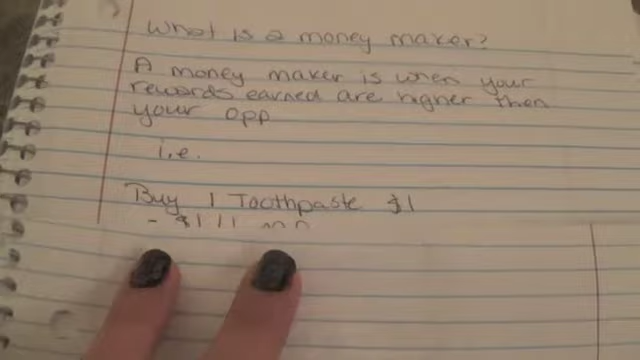 What is a money maker?
A money maker is when your
rewards earned are higher then
your opp
i.e.
Buy 1 Toothpaste $1
- $1